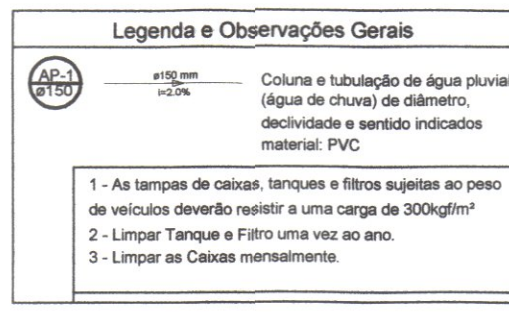 Legenda e Observações Gerais
AP-1
ø150
ø150 mm
i=2.0%
Coluna e tubulação de água pluvial
(água de chuva) de diâmetro,
declividade e sentido indicados
material: PVC
1 - As tampas de caixas, tanques e filtros sujeitas ao peso
de veículos deverão resistir a uma carga de 300kgf/m²
2 - Limpar Tanque e Filtro uma vez ao ano.
3 - Limpar as Caixas mensalmente.